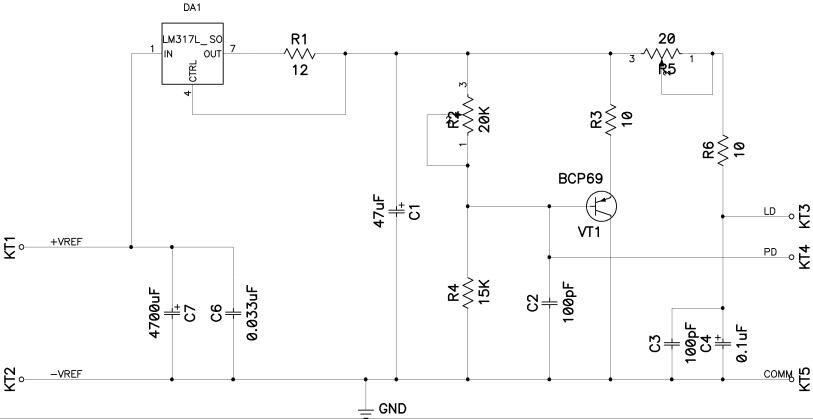 DA1
LM317L_SO
IN
OUT
CTRL
1
7
4
R1
12
20
3
1
R5
3
R2
20K
1
R3
10
R6
10
BCP69
VT1
47uF
+
C1
KT1
+VREF
LD
KT3
PD
KT4
4700uF
+
C7
C6
0.033uF
R4
15K
C2
100pF
C3
100pF
C4
+
0.1uF
KT2
-VREF
COMM
KT5
GND